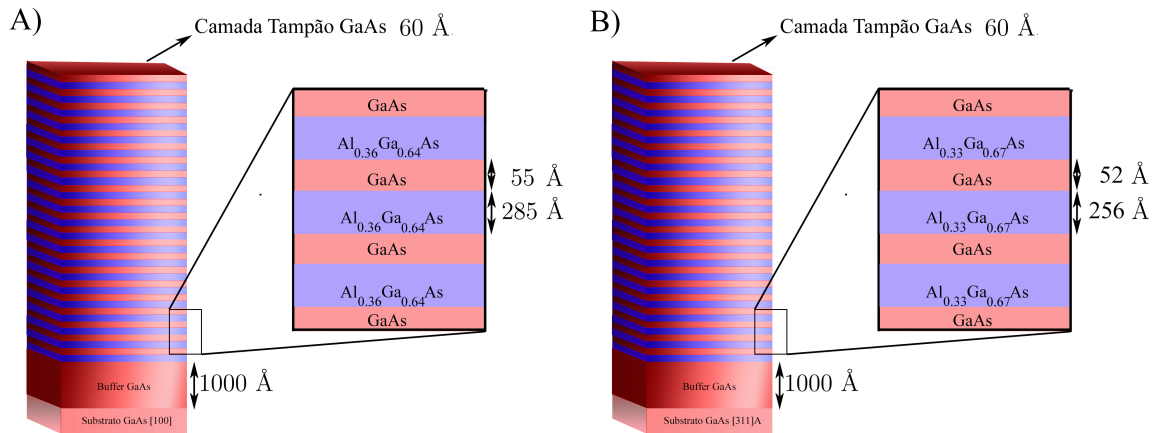 A)
Camada Tampão GaAs 60 Å.
GaAs
Al0.36Ga0.64As
GaAs
55 Å
Al0.36Ga0.64As
285 Å
GaAs
Al0.36Ga0.64As
GaAs
Buffer GaAs
1000 Å
Substrato GaAs [100]
B)
Camada Tampão GaAs 60 Å.
GaAs
Al0.33Ga0.67As
GaAs
52 Å
Al0.33Ga0.67As
256 Å
GaAs
Al0.33Ga0.67As
GaAs
Buffer GaAs
1000 Å
Substrato GaAs [311]A